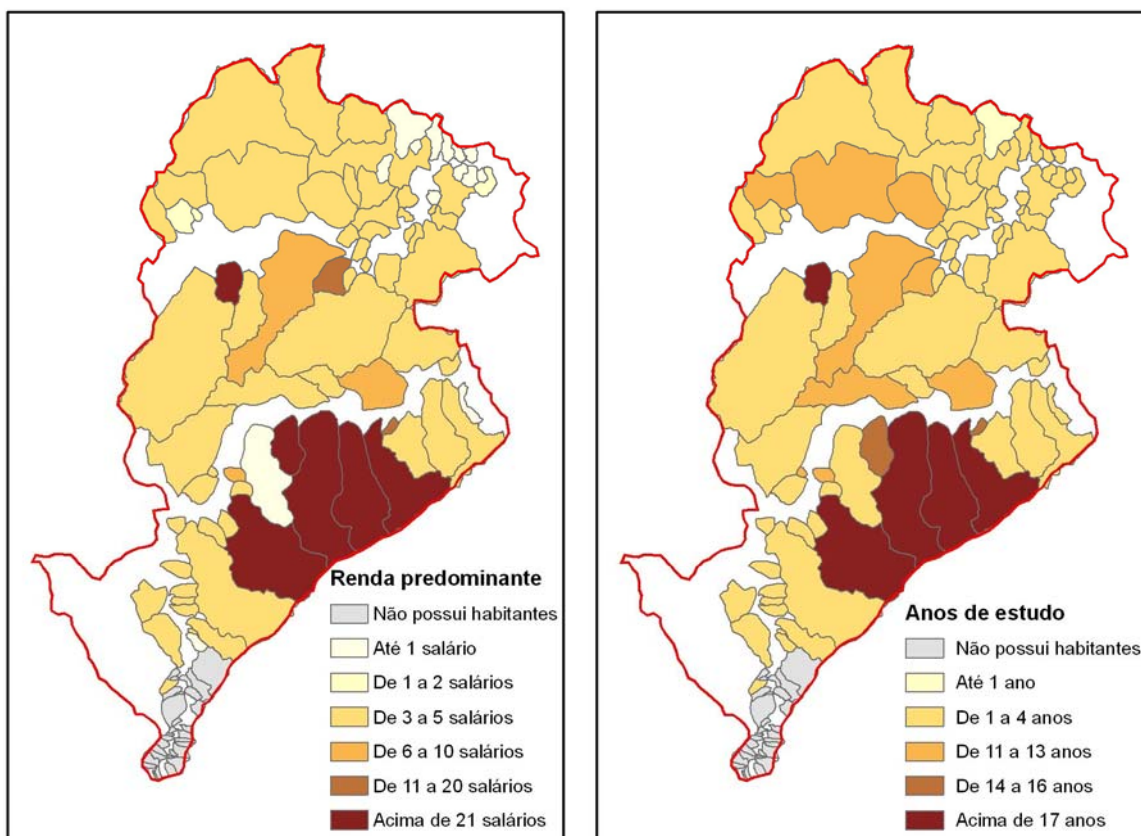 Renda predominante
Não possui habitantes
Até 1 salário
De 1 a 2 salários
De 3 a 5 salários
De 6 a 10 salários
De 11 a 20 salários
Acima de 21 salários
Anos de estudo
Não possui habitantes
Até 1 ano
De 1 a 4 anos
De 11 a 13 anos
De 14 a 16 anos
Acima de 17 anos